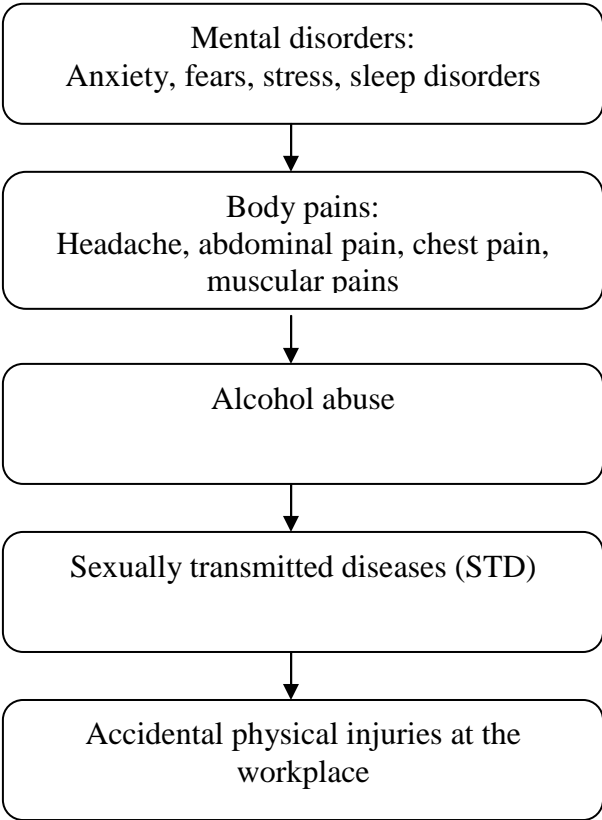 Mental disorders:
Anxiety, fears, stress, sleep disorders
Body pains:
Headache, abdominal pain, chest pain,
muscular pains
Alcohol abuse
Sexually transmitted diseases (STD)
Accidental physical injuries at the
workplace